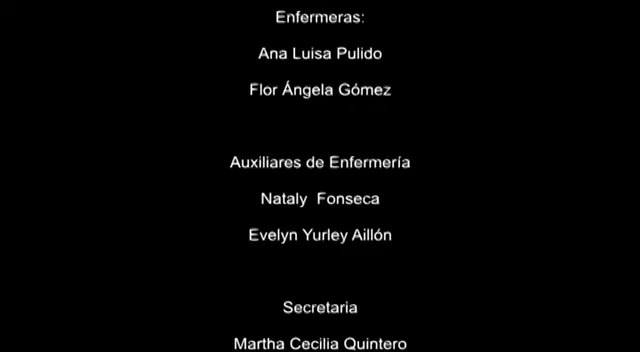 Enfermeras:
Ana Luisa Pulido
Flor Ángela Gómez
Auxiliares de Enfermería
Nataly  Fonseca
Evelyn Yurley Aillón
Secretaria
Martha Cecilia Quintero